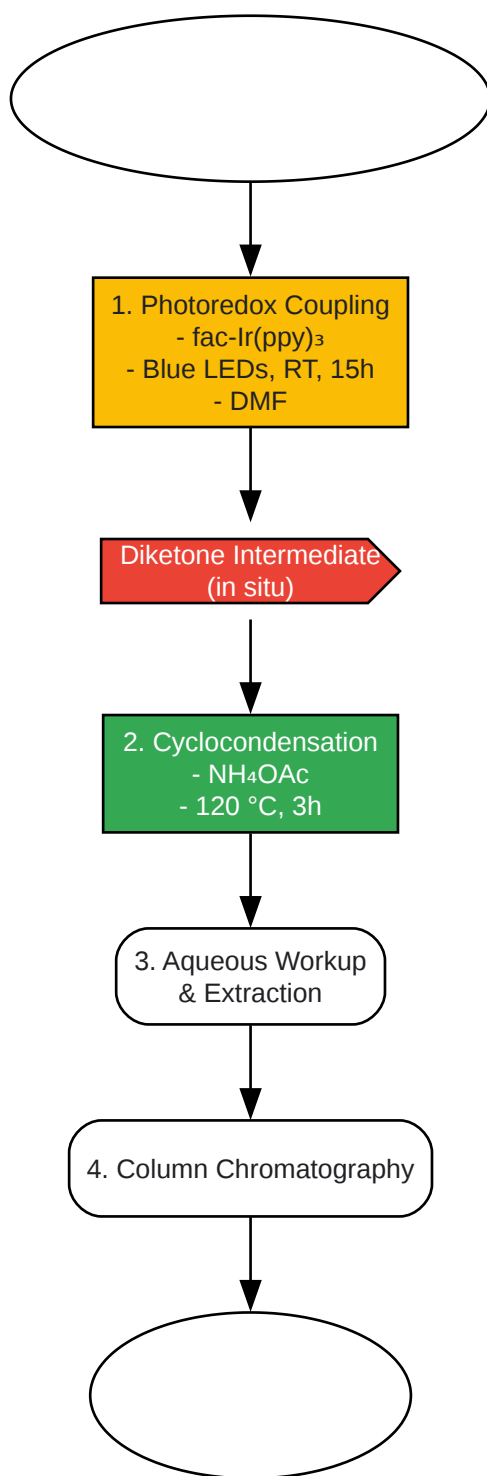 1. Photoredox Coupling
- fac-Ir(ppy)₃
- Blue LEDs, RT, 15h
- DMF
Diketone Intermediate
(in situ)
2. Cyclocondensation
- NH₄OAc
- 120 °C, 3h
3. Aqueous Workup
& Extraction
4. Column Chromatography